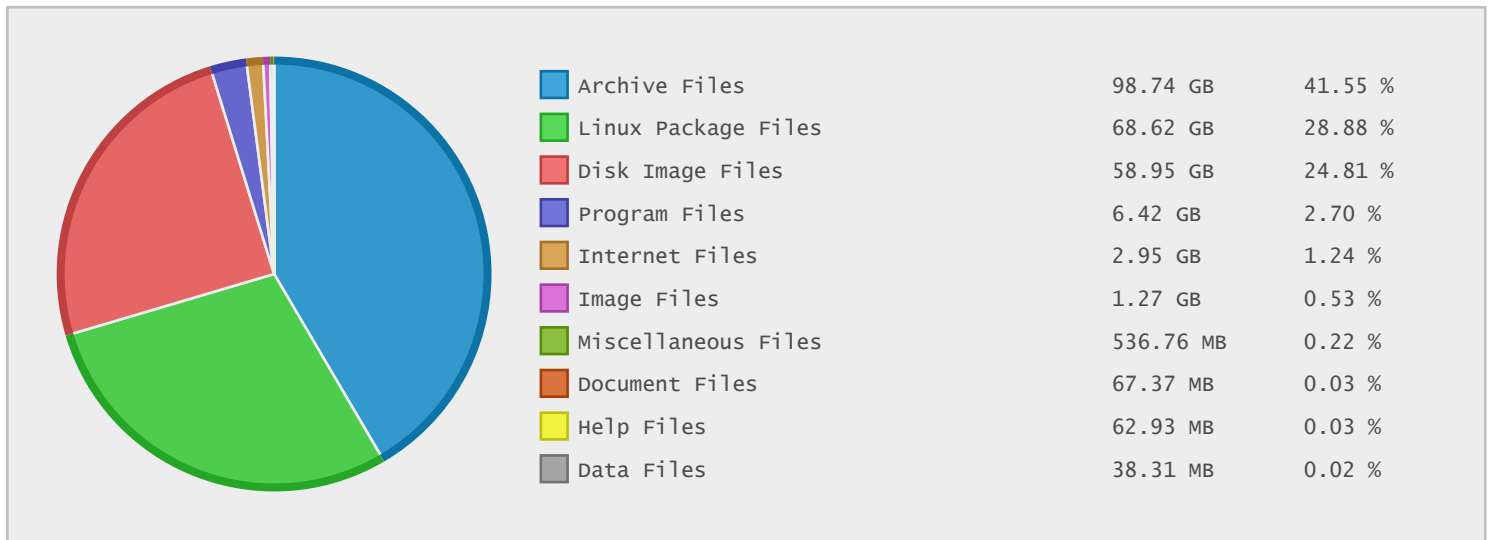 Archive Files 98.74 GB 41.55 %
Linux Package Files 68.62 GB 28.88 %
Disk Image Files 58.95 GB 24.81 %
Program Files 6.42 GB 2.70 %
Internet Files 2.95 GB 1.24 %
Image Files 1.27 GB 0.53 %
Miscellaneous Files 536.76 MB 0.22 %
Document Files 67.37 MB 0.03 %
Help Files 62.93 MB 0.03 %
Data Files 38.31 MB 0.02 %